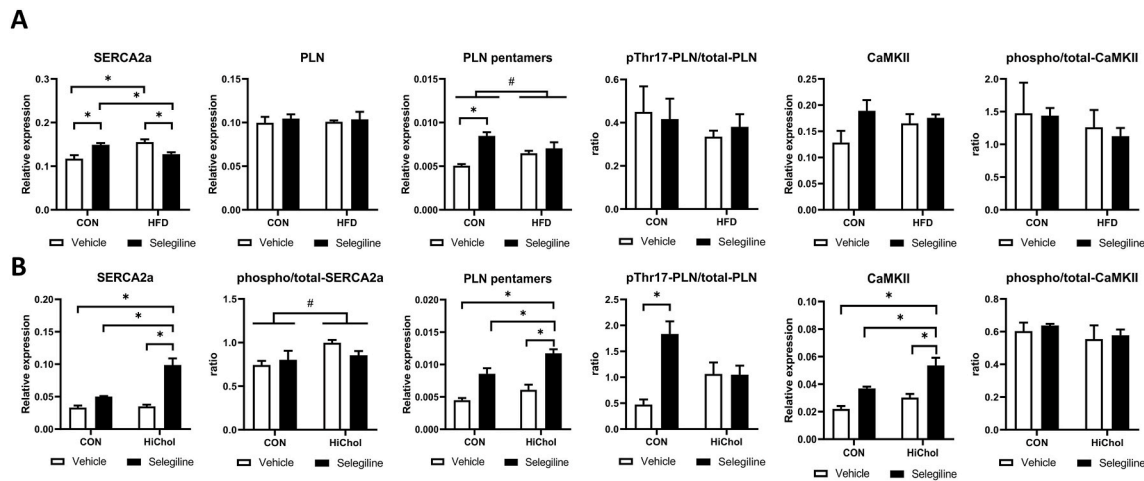 A
SERCA2a
PLN
PLN pentamers
pThr17-PLN/total-PLN
CaMKII
phospho/total-CaMKII
Relative expression
0.3
0.2
0.1
0.0
* * * *
CON HFD
Vehicle Selegiline
Relative expression
0.15
0.10
0.05
0.00
CON HFD
Vehicle Selegiline
Relative expression
0.015
0.010
0.005
0.000
#
*
CON HFD
Vehicle Selegiline
ratio
0.6
0.4
0.2
0.0
CON HFD
Vehicle Selegiline
Relative expression
0.25
0.20
0.15
0.10
0.05
0.00
CON HFD
Vehicle Selegiline
ratio
2.0
1.5
1.0
0.5
0.0
CON HFD
Vehicle Selegiline
B
SERCA2a
phospho/total-SERCA2a
PLN pentamers
pThr17-PLN/total-PLN
CaMKII
phospho/total-CaMKII
Relative expression
0.20
0.15
0.10
0.05
0.00
* * *
CON HiChol
Vehicle Selegiline
ratio
1.5
1.0
0.5
0.0
#
CON HiChol
Vehicle Selegiline
Relative expression
0.020
0.015
0.010
0.005
0.000
* * *
CON HiChol
Vehicle Selegiline
ratio
2.5
2.0
1.5
1.0
0.5
0.0
*
CON HiChol
Vehicle Selegiline
Relative expression
0.10
0.08
0.06
0.04
0.02
0.00
* * *
CON HiChol
Vehicle Selegiline
ratio
0.8
0.6
0.4
0.2
0.0
CON HiChol
Vehicle Selegiline